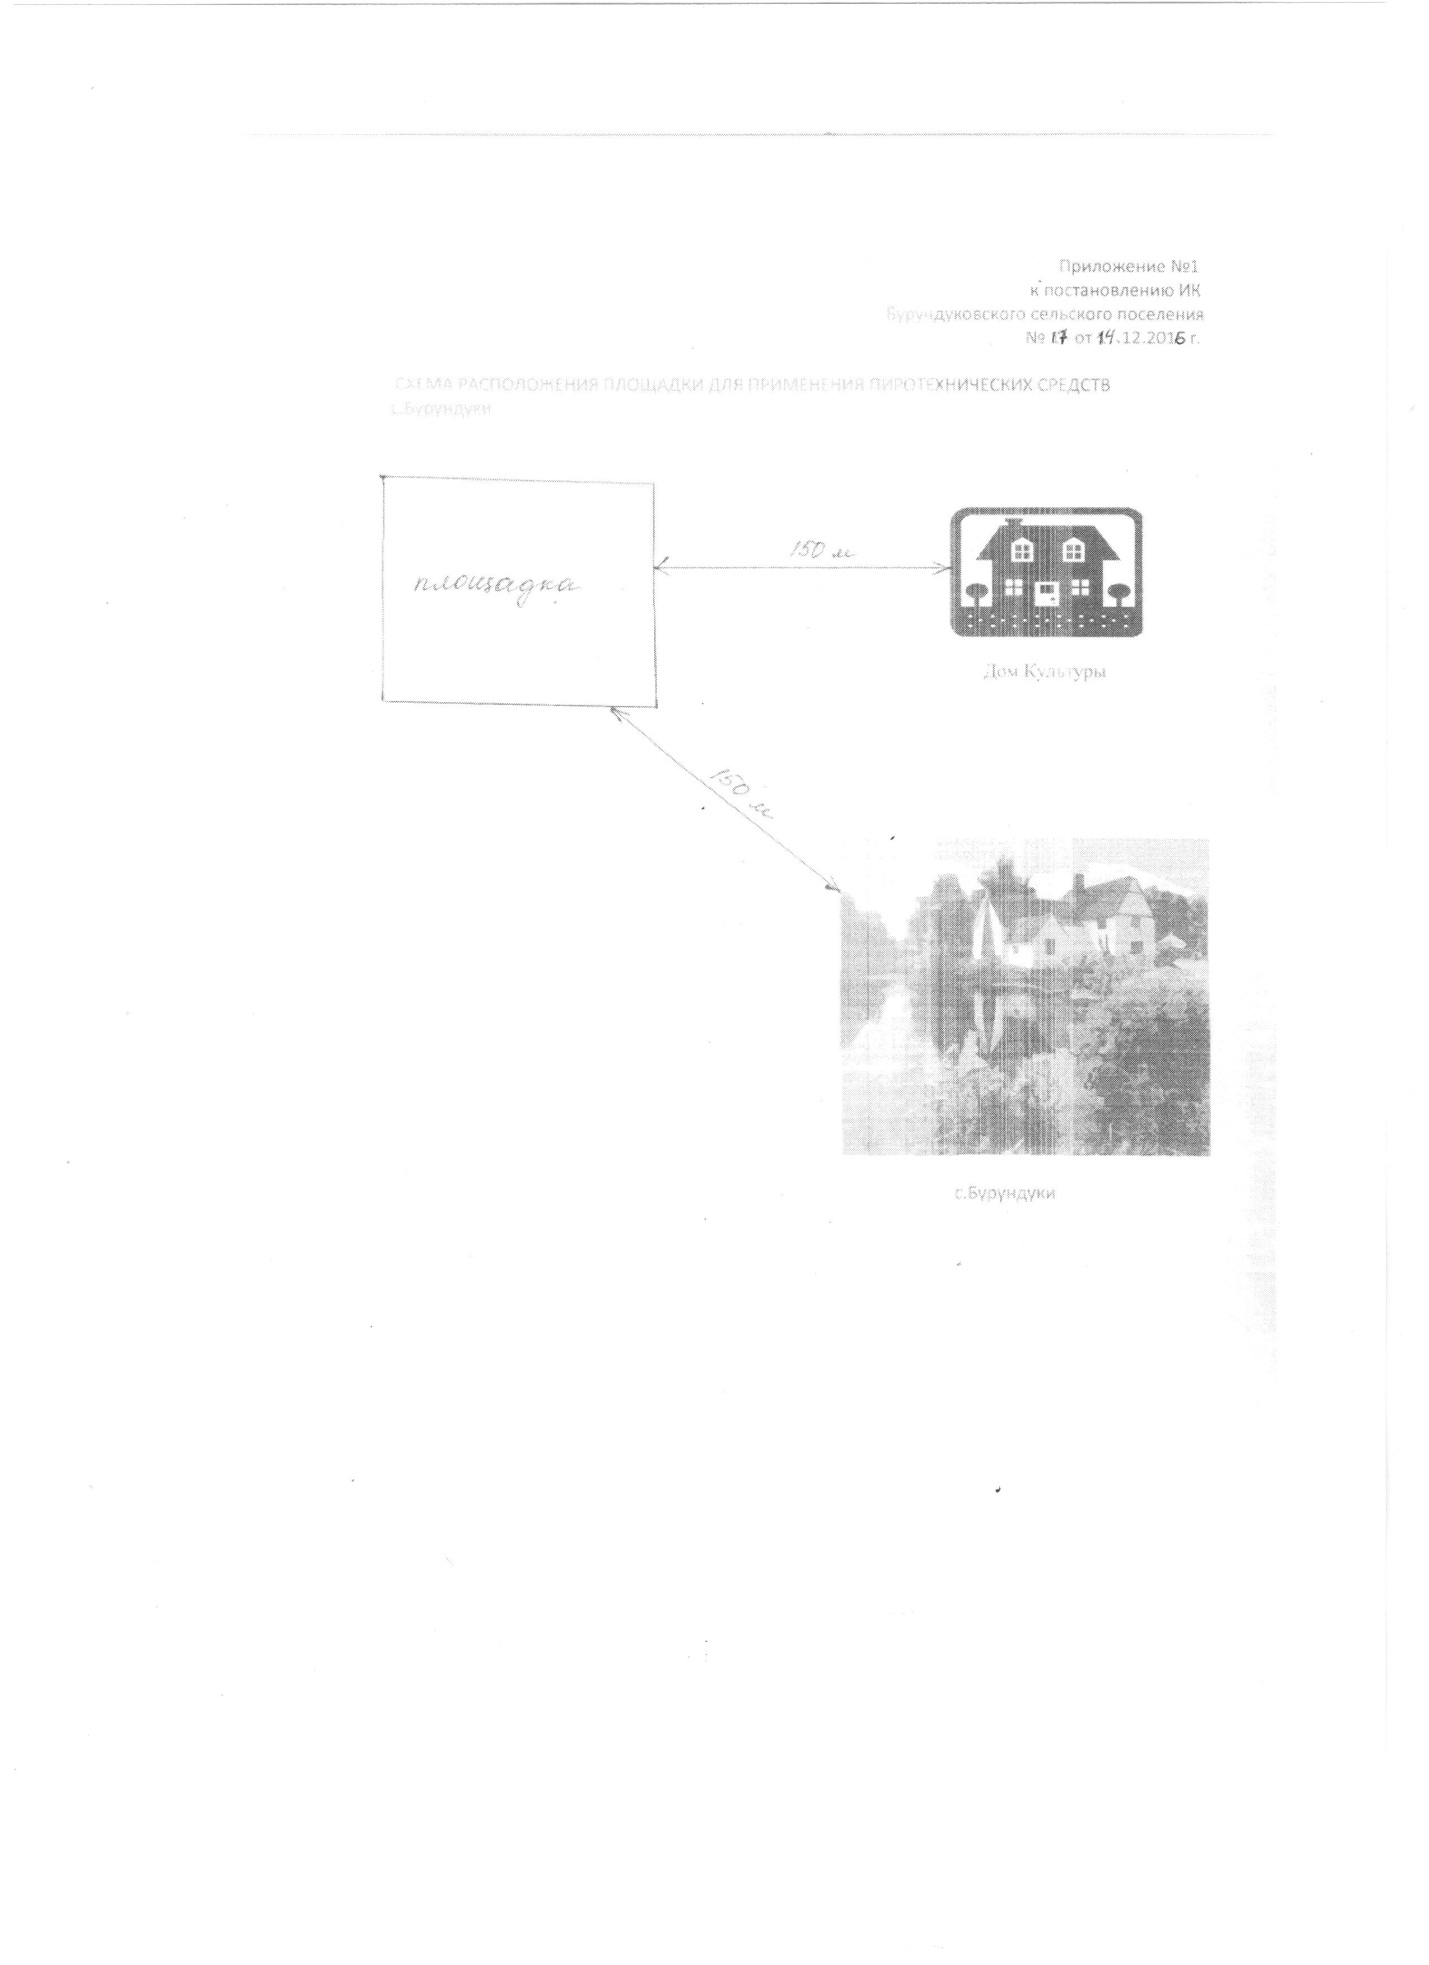 Приложение №1
к постановлению ИК
Бурундуковского сельского поселения
№ 17 от 14.12.2016 г.
СХЕМА РАСПОЛОЖЕНИЯ ПЛОЩАДКИ ДЛЯ ПРИМЕНЕНИЯ ПИРОТЕХНИЧЕСКИХ СРЕДСТВ
с.Бурундуки
150 м
площадка
Дом Культуры
150 м
с.Бурундуки